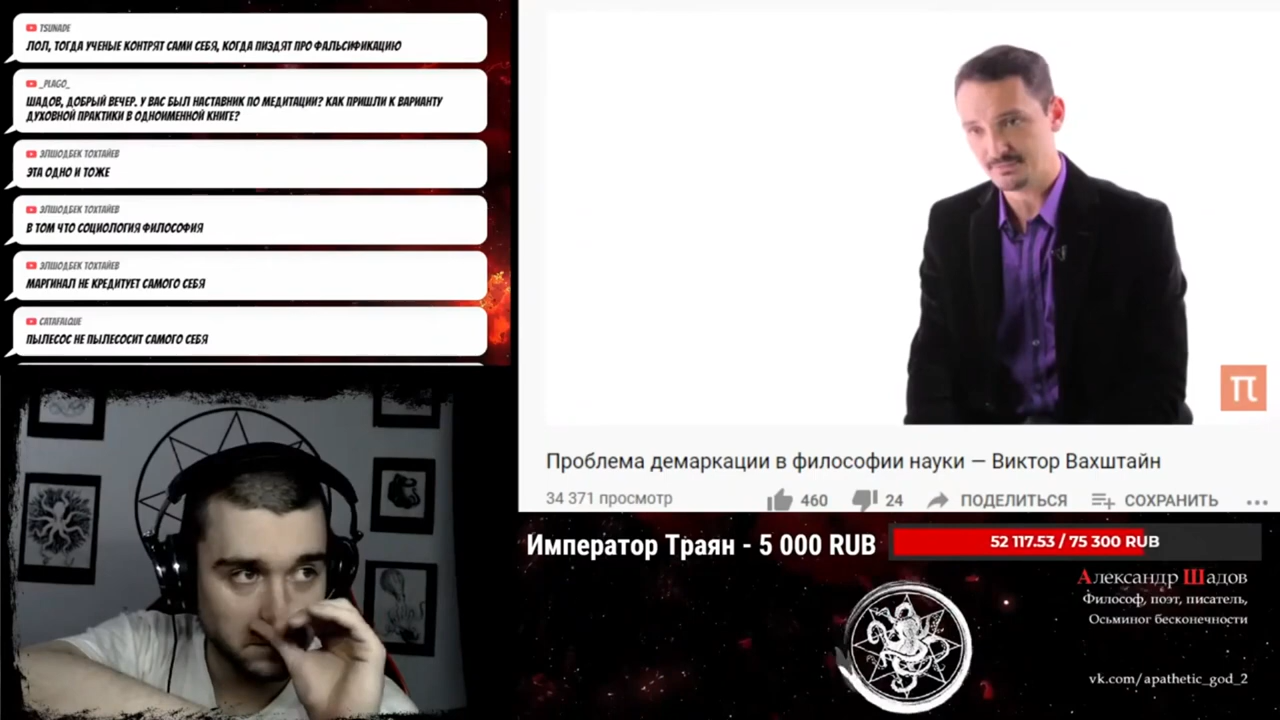 TSUNADE
ЛОЛ, ТОГДА УЧЕНЫЕ КОНТРЯТ САМИ СЕБЯ, КОГДА ПИЗДЯТ ПРО ФАЛЬСИФИКАЦИЮ
_PLAGO_
ШАДОВ, ДОБРЫЙ ВЕЧЕР. У ВАС БЫЛ НАСТАВНИК ПО МЕДИТАЦИИ? КАК ПРИШЛИ К ВАРИАНТУ
ДУХОВНОЙ ПРАКТИКИ В ОДНОИМЕННОЙ КНИГЕ?
ЭЛШОДБЕК ТОХТАЙЕВ
ЭТА ОДНО И ТОЖЕ
ЭЛШОДБЕК ТОХТАЙЕВ
В ТОМ ЧТО СОЦИОЛОГИЯ ФИЛОСОФИЯ
ЭЛШОДБЕК ТОХТАЙЕВ
МАРГИНАЛ НЕ КРЕДИТУЕТ САМОГО СЕБЯ
CATAFALQUE
ПЫЛЕСОС НЕ ПЫЛЕСОСИТ САМОГО СЕБЯ
π
Проблема демаркации в философии науки — Виктор Вахштайн
34 371 просмотр 460 24 ПОДЕЛИТЬСЯ СОХРАНИТЬ
Император Траян - 5 000 RUB
52 117.53 / 75 300 RUB
Александр Шадов
Философ, поэт, писатель,
Осьминог бесконечности
vk.com/apathetic_god_2